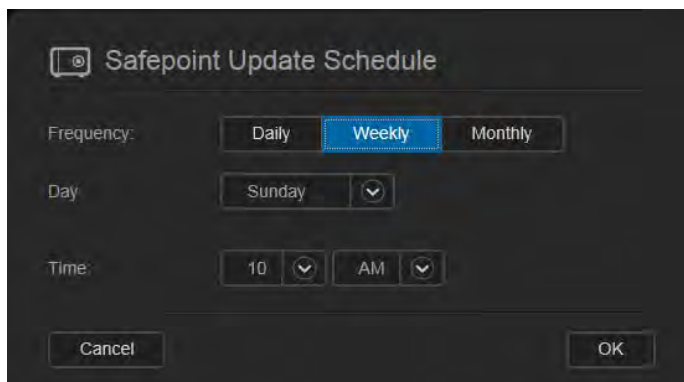 Safepoint Update Schedule
Frequency: Daily Weekly Monthly
Day Sunday
Time 10 AM
Cancel OK